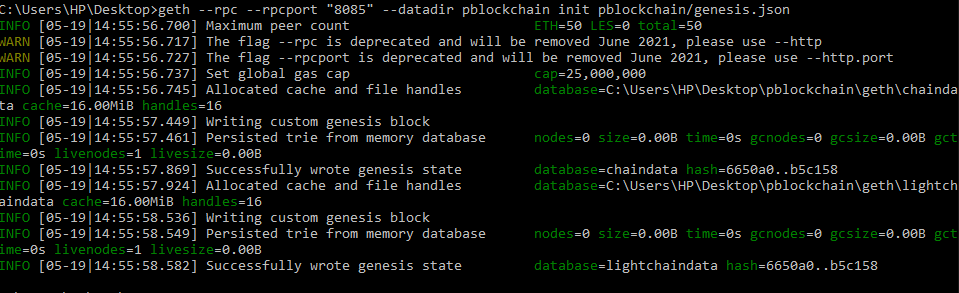 C:\Users\HP\Desktop>geth --rpc --rpcport "8085" --datadir pblockchain init pblockchain/genesis.json
INFO [05-19|14:55:56.700] Maximum peer count ETH=50 LES=0 total=50
WARN [05-19|14:55:56.717] The flag --rpc is deprecated and will be removed June 2021, please use --http
WARN [05-19|14:55:56.727] The flag --rpcport is deprecated and will be removed June 2021, please use --http.port
INFO [05-19|14:55:56.737] Set global gas cap cap=25,000,000
INFO [05-19|14:55:56.745] Allocated cache and file handles database=C:\Users\HP\Desktop\pblockchain\geth\chainda
ta cache=16.00MiB handles=16
INFO [05-19|14:55:57.449] Writing custom genesis block
INFO [05-19|14:55:57.461] Persisted trie from memory database nodes=0 size=0.00B time=0s gcnodes=0 gcsize=0.00B gct
ime=0s livenodes=1 livesize=0.00B
INFO [05-19|14:55:57.869] Successfully wrote genesis state database=chaindata hash=6650a0..b5c158
INFO [05-19|14:55:57.924] Allocated cache and file handles database=C:\Users\HP\Desktop\pblockchain\geth\lightch
aindata cache=16.00MiB handles=16
INFO [05-19|14:55:58.536] Writing custom genesis block
INFO [05-19|14:55:58.549] Persisted trie from memory database nodes=0 size=0.00B time=0s gcnodes=0 gcsize=0.00B gct
ime=0s livenodes=1 livesize=0.00B
INFO [05-19|14:55:58.582] Successfully wrote genesis state database=lightchaindata hash=6650a0..b5c158